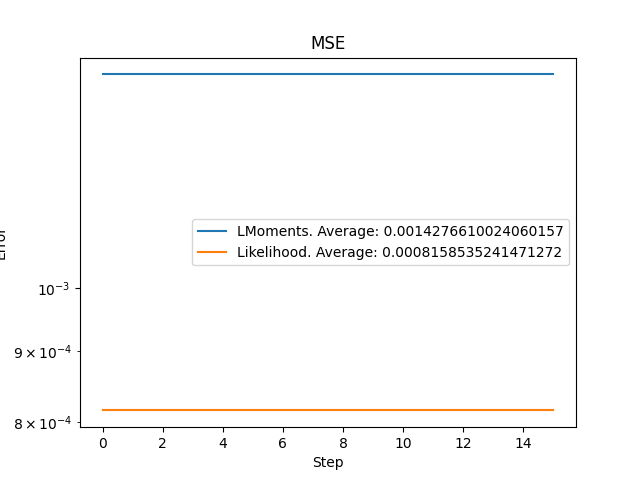 MSE
Error
LMoments. Average: 0.0014276610024060157
Likelihood. Average: 0.0008158535241471272
10⁻³
9 × 10⁻⁴
8 × 10⁻⁴
0 2 4 6 8 10 12 14
Step